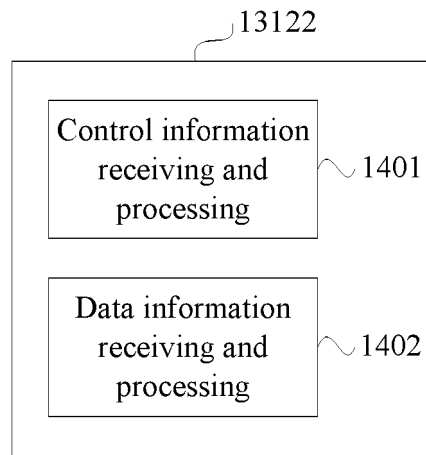 13122
Control information
receiving and
processing
1401
Data information
receiving and
processing
1402